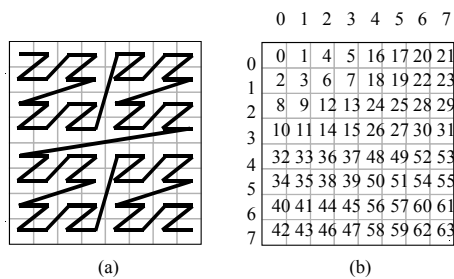 0 1 2 3 4 5 6 7
0 0 1 4 5 16 17 20 21
1 2 3 6 7 18 19 22 23
2 8 9 12 13 24 25 28 29
3 10 11 14 15 26 27 30 31
4 32 33 36 37 48 49 52 53
5 34 35 38 39 50 51 54 55
6 40 41 44 45 56 57 60 61
7 42 43 46 47 58 59 62 63
(a) (b)